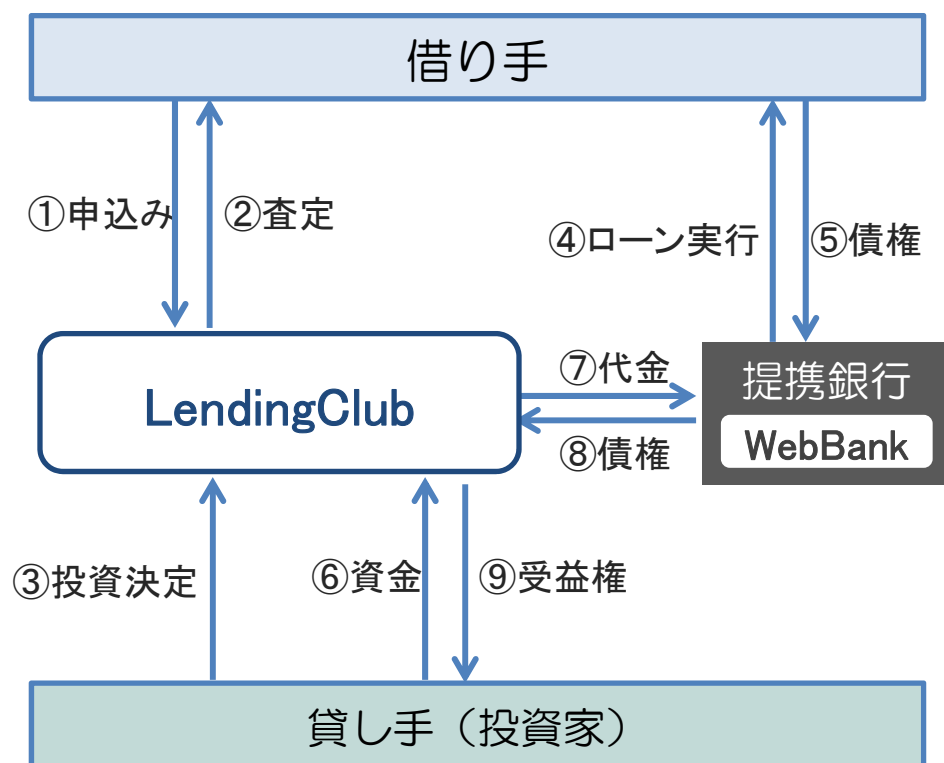 借り手
①申込み
②査定
④ローン実行
⑤債権
LendingClub
⑦代金
⑧債権
提携銀行
WebBank
③投資決定
⑥資金
⑨受益権
貸し手（投資家）